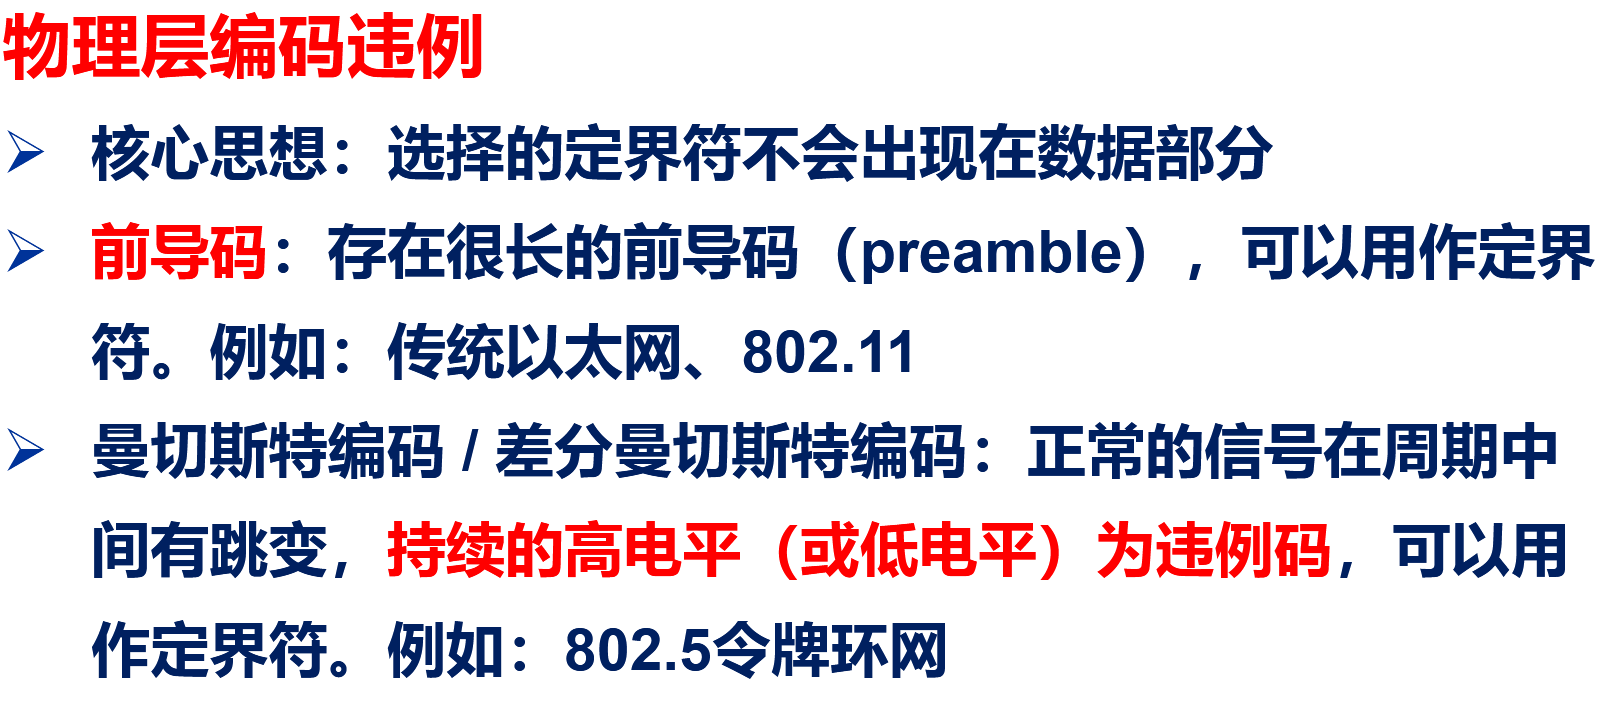 物理层编码违例
核心思想：选择的定界符不会出现在数据部分
前导码：存在很长的前导码（preamble），可以用作定界
符。例如：传统以太网、802.11
曼切斯特编码 / 差分曼切斯特编码：正常的信号在周期中
间有跳变，持续的高电平（或低电平）为违例码，可以用
作定界符。例如：802.5令牌环网